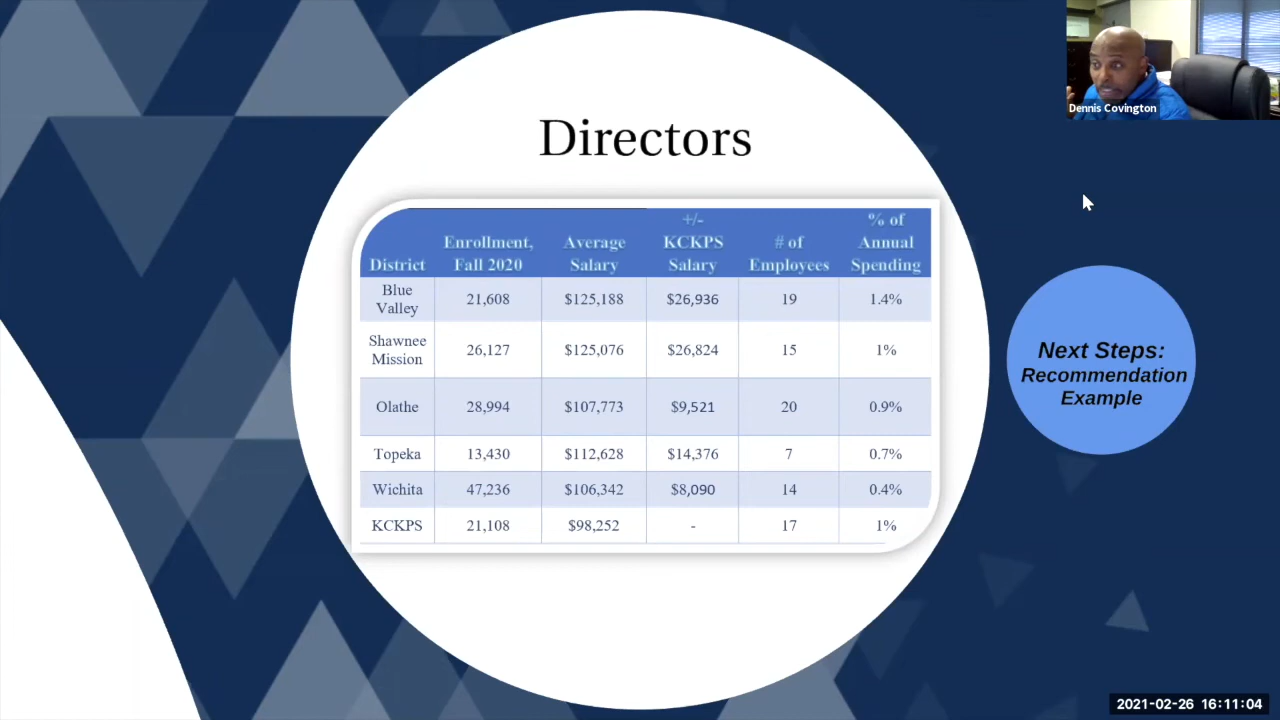 Dennis Covington
Directors
District
Enrollment,
Fall 2020
Average
Salary
+/-
KCKPS
Salary
# of
Employees
% of
Annual
Spending
Blue
Valley
21,608
$125,188
$26,936
19
1.4%
Shawnee
Mission
26,127
$125,076
$26,824
15
1%
Olathe
28,994
$107,773
$9,521
20
0.9%
Topeka
13,430
$112,628
$14,376
7
0.7%
Wichita
47,236
$106,342
$8,090
14
0.4%
KCKPS
21,108
$98,252
-
17
1%
Next Steps:
Recommendation
Example
2021-02-26 16:11:04